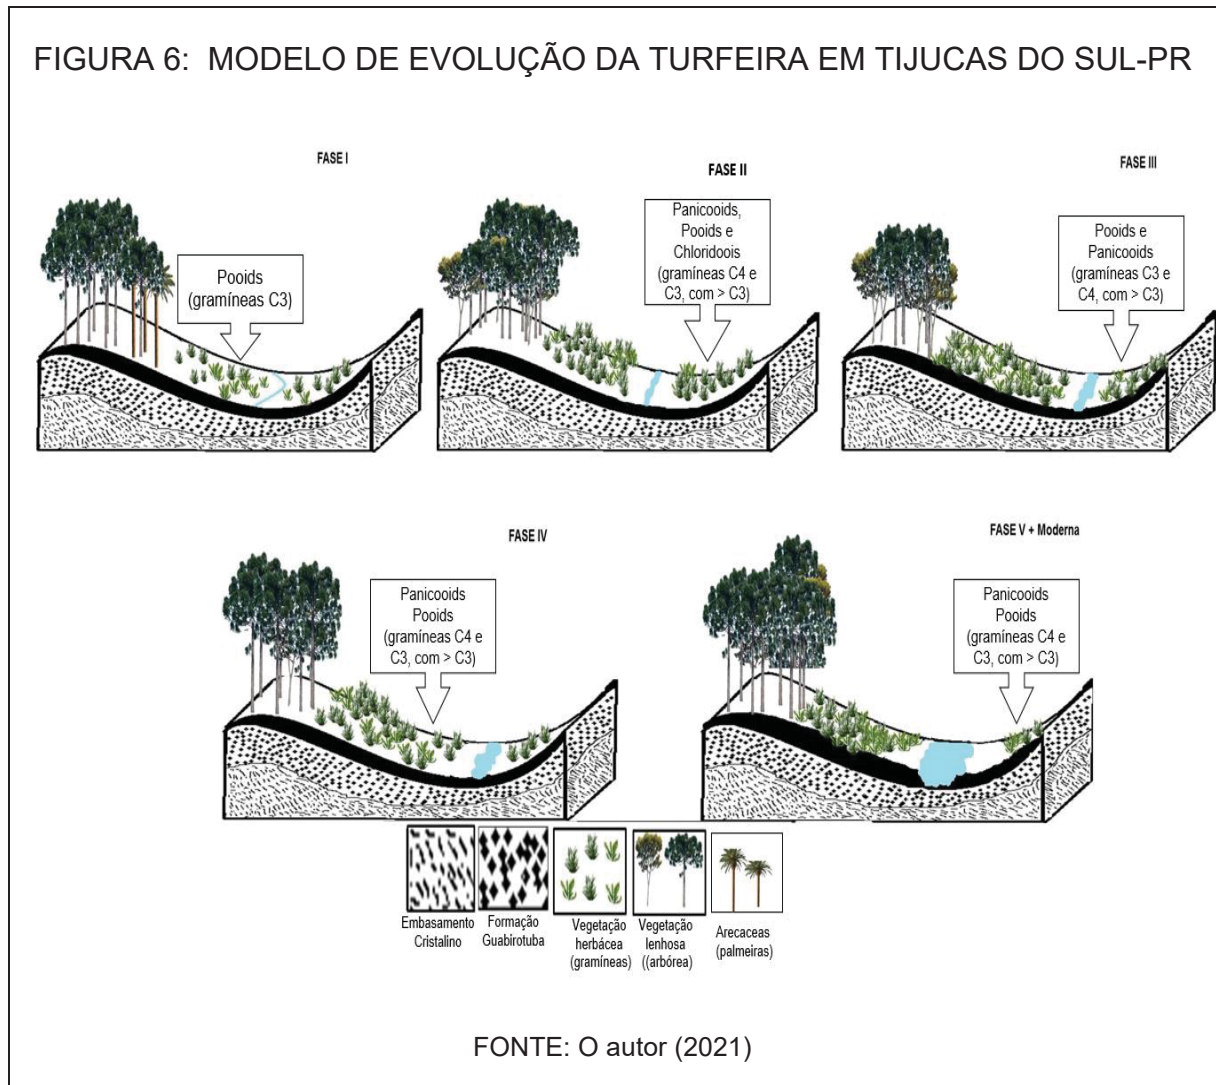 FIGURA 6: MODELO DE EVOLUÇÃO DA TURFEIRA EM TIJUCAS DO SUL-PR
FASE I
Pooids
(gramíneas C3)
FASE II
Panicooids,
Pooids e
Chloridoois
(gramíneas C4 e
C3, com > C3)
FASE III
Pooids e
Panicooids
(gramíneas C3 e
C4, com > C3)
FASE IV
Panicooids
Pooids
(gramíneas C4 e
C3, com > C3)
FASE V + Moderna
Panicooids
Pooids
(gramíneas C4 e
C3, com > C3)
Embasamento
Cristalino
Formação
Guabirotuba
Vegetação
herbácea
(gramíneas)
Vegetação
lenhosa
((arbórea)
Arecaceas
(palmeiras)
FONTE: O autor (2021)